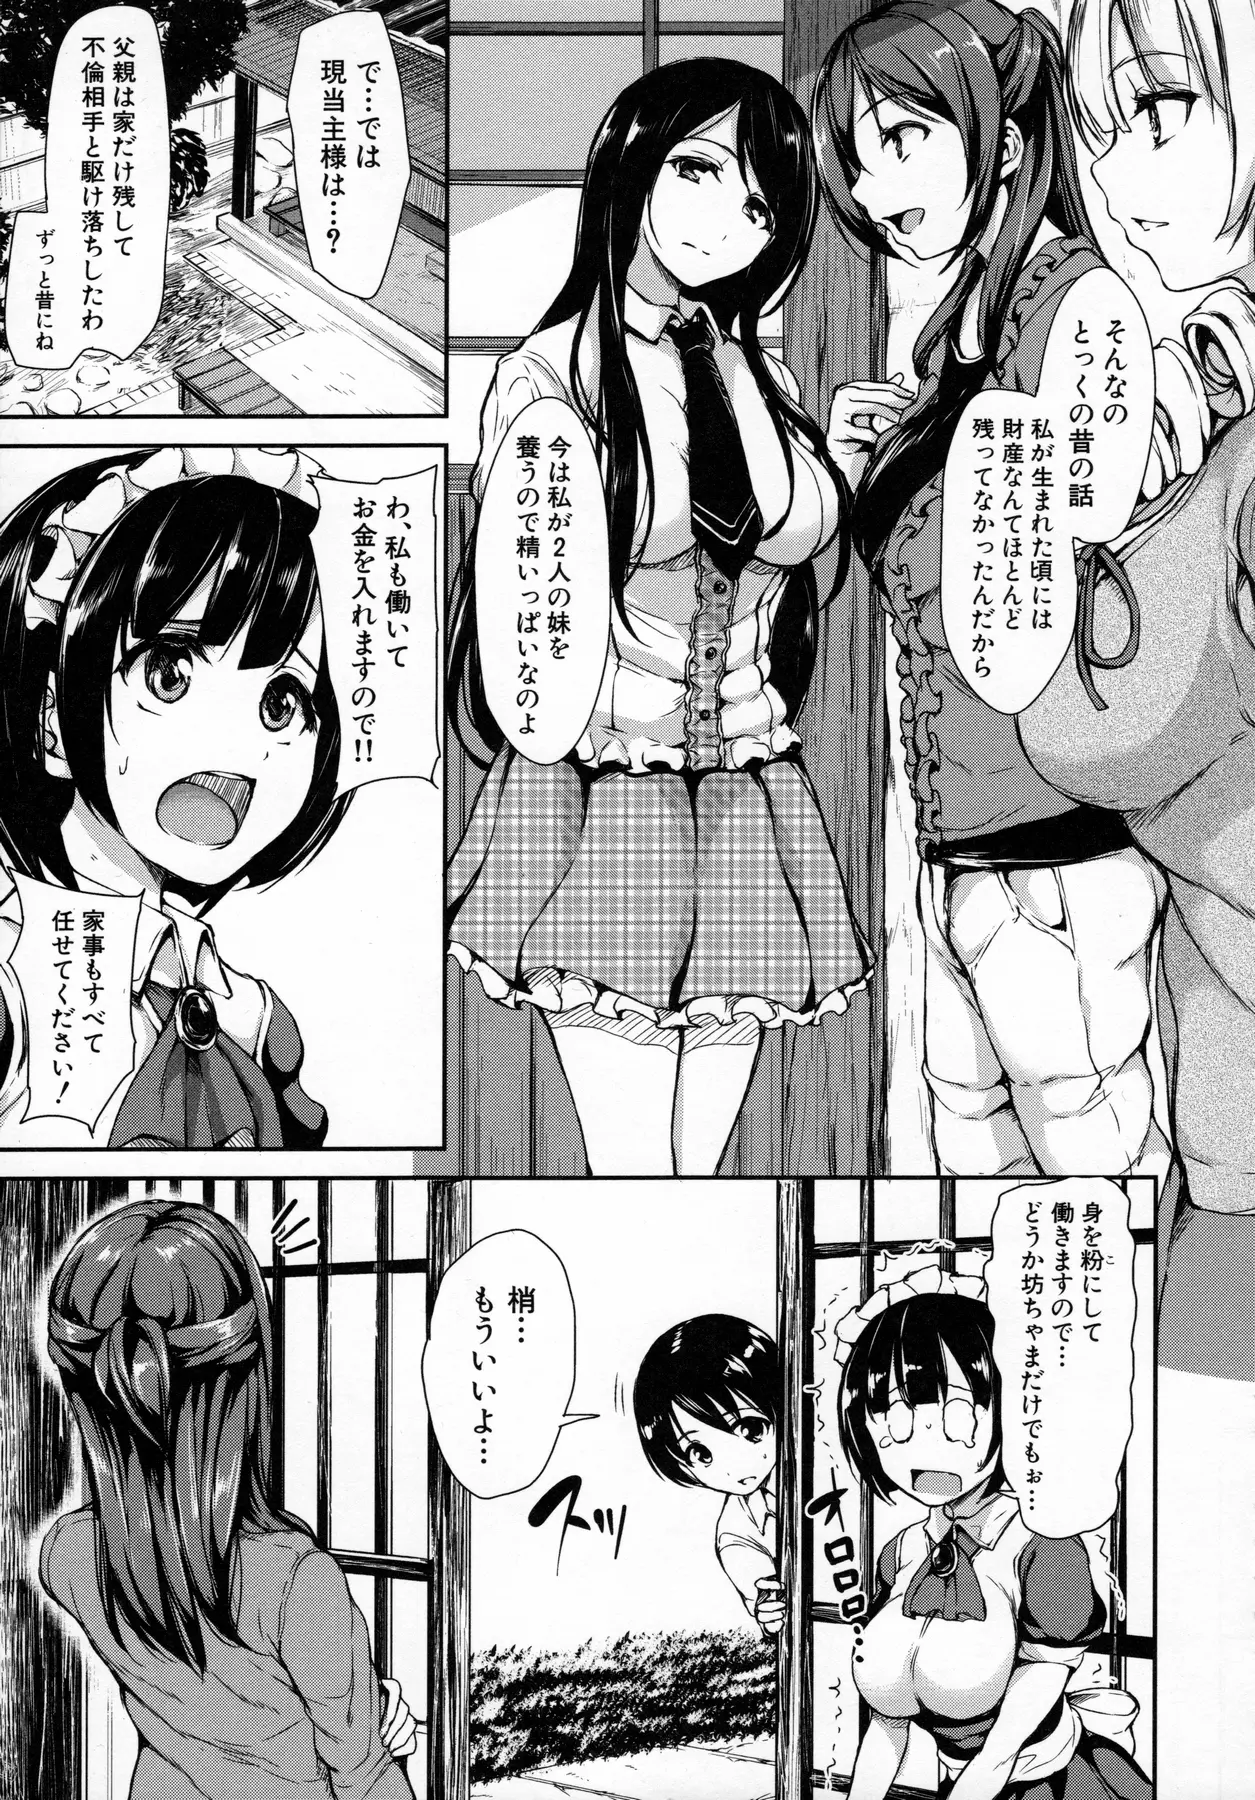 そんなの
とっくの昔の話
私が生まれた頃には
財産なんてほとんど
残ってなかったんだから
今は私が2人の妹を
養うので精いっぱいなのよ
で…では
現当主様は…?
父親は家だけ残して
不倫相手と駆け落ちしたわ
ずっと昔にね
わ、私も働いて
お金を入れますので!!
家事もすべて
任せてください!
身を粉にして
こ
働きますので…
どうか坊ちゃまだけでもぉ…
オロロロ…
梢…
もういいよ…
スッ